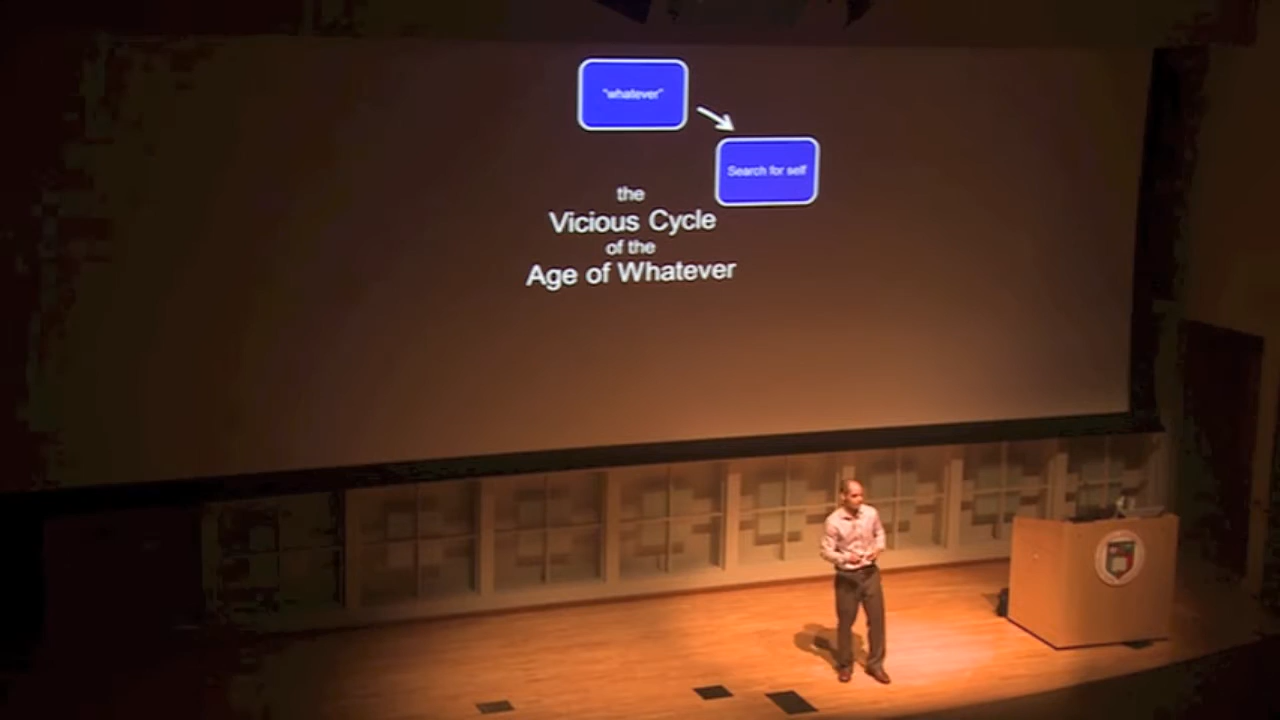 "whatever"
Search for self
the
Vicious Cycle
of the
Age of Whatever